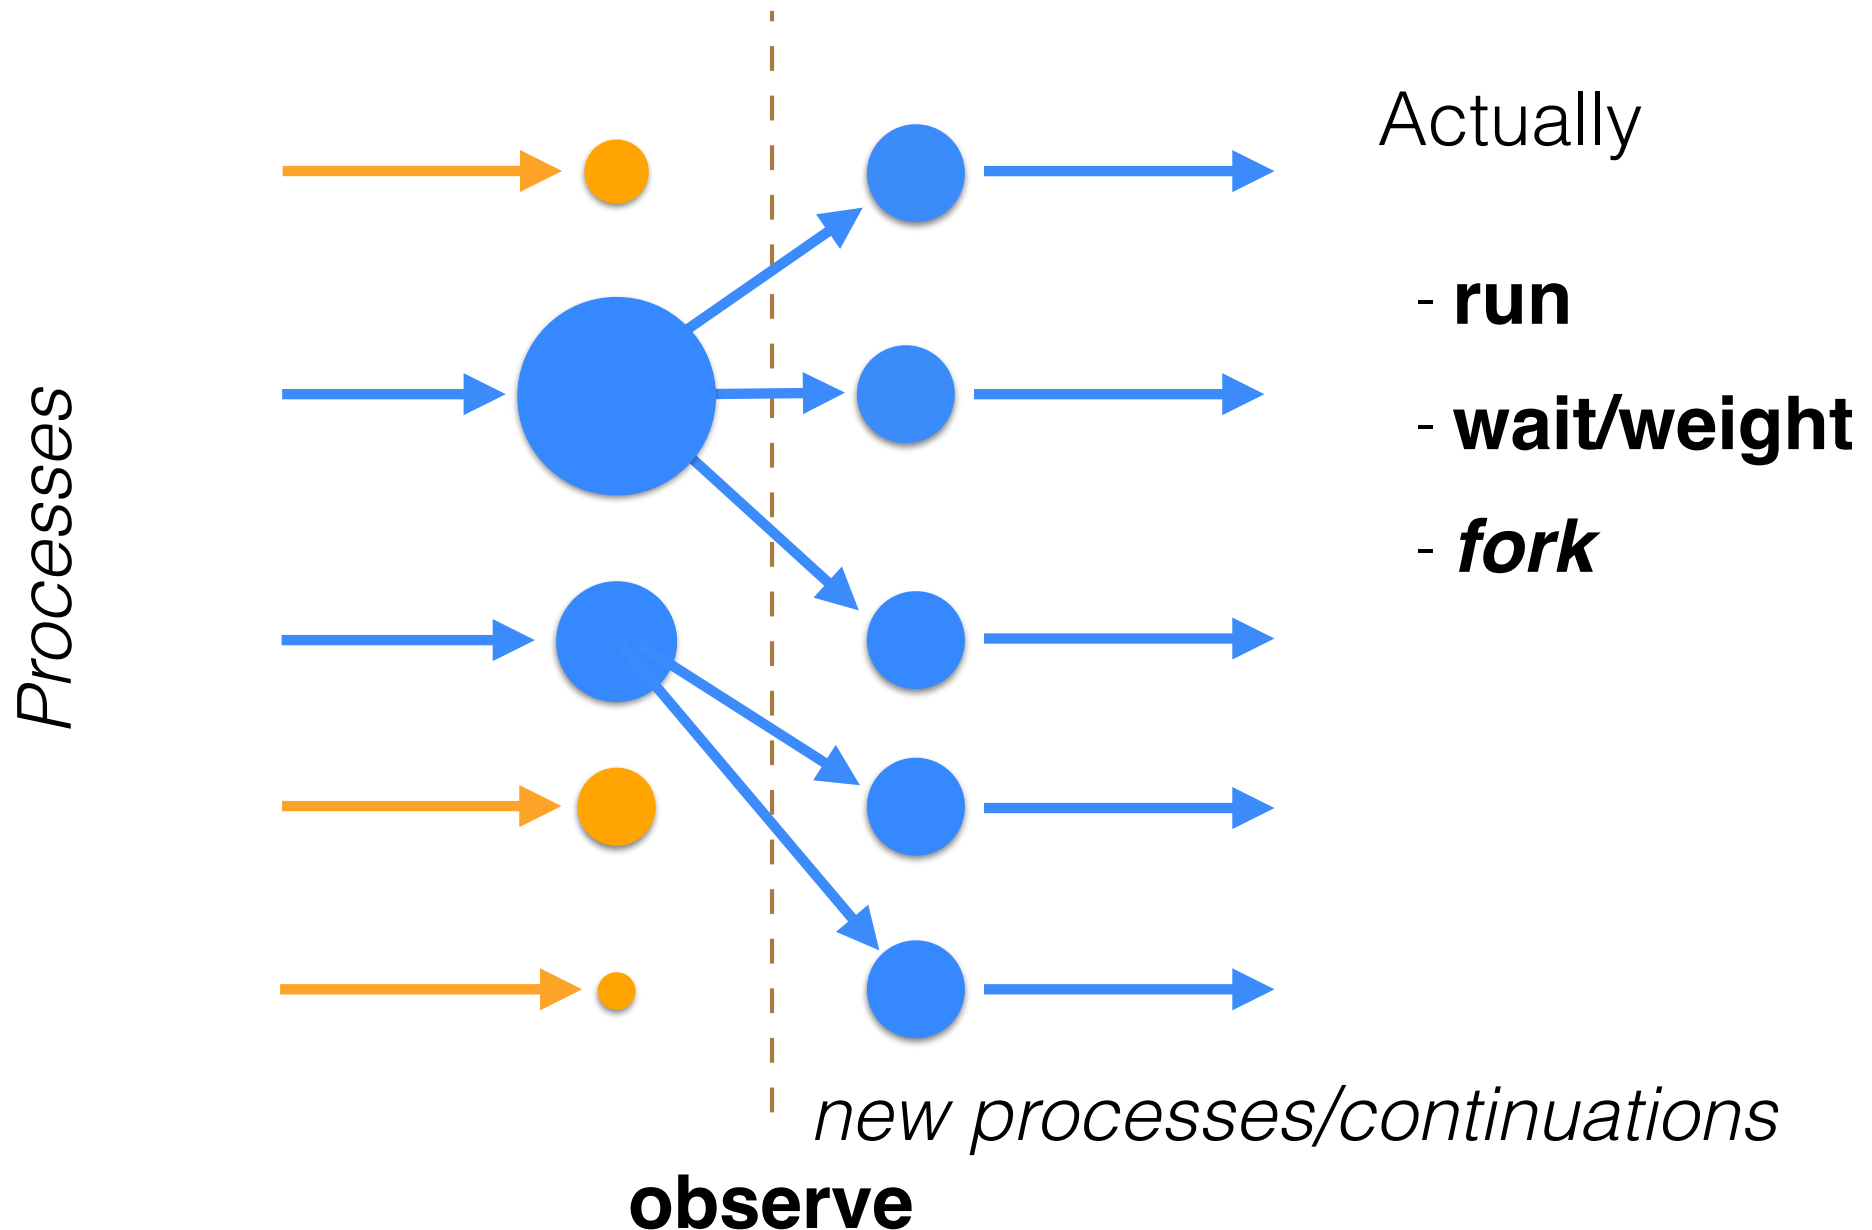 Processes
Actually
- run
- wait/weight
- fork
new processes/continuations
observe